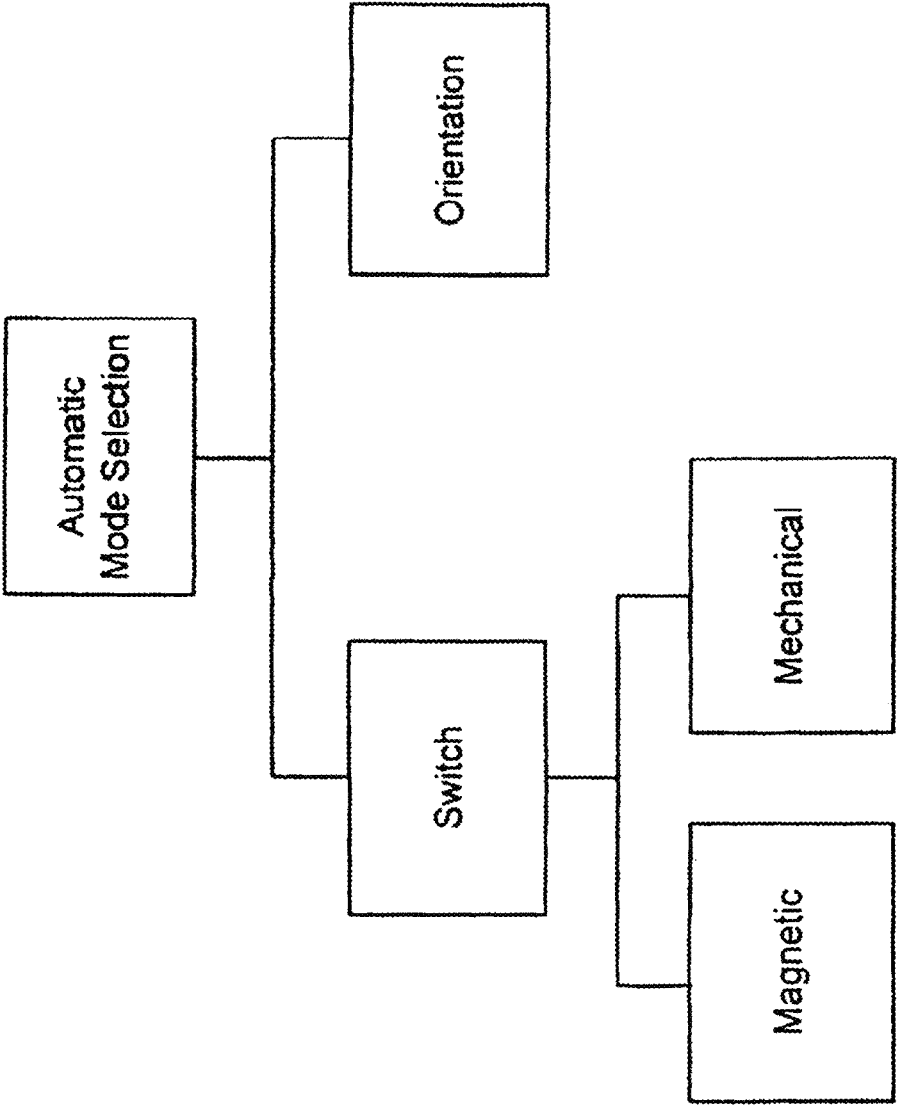 Automatic
Mode Selection
Switch
Orientation
Magnetic
Mechanical